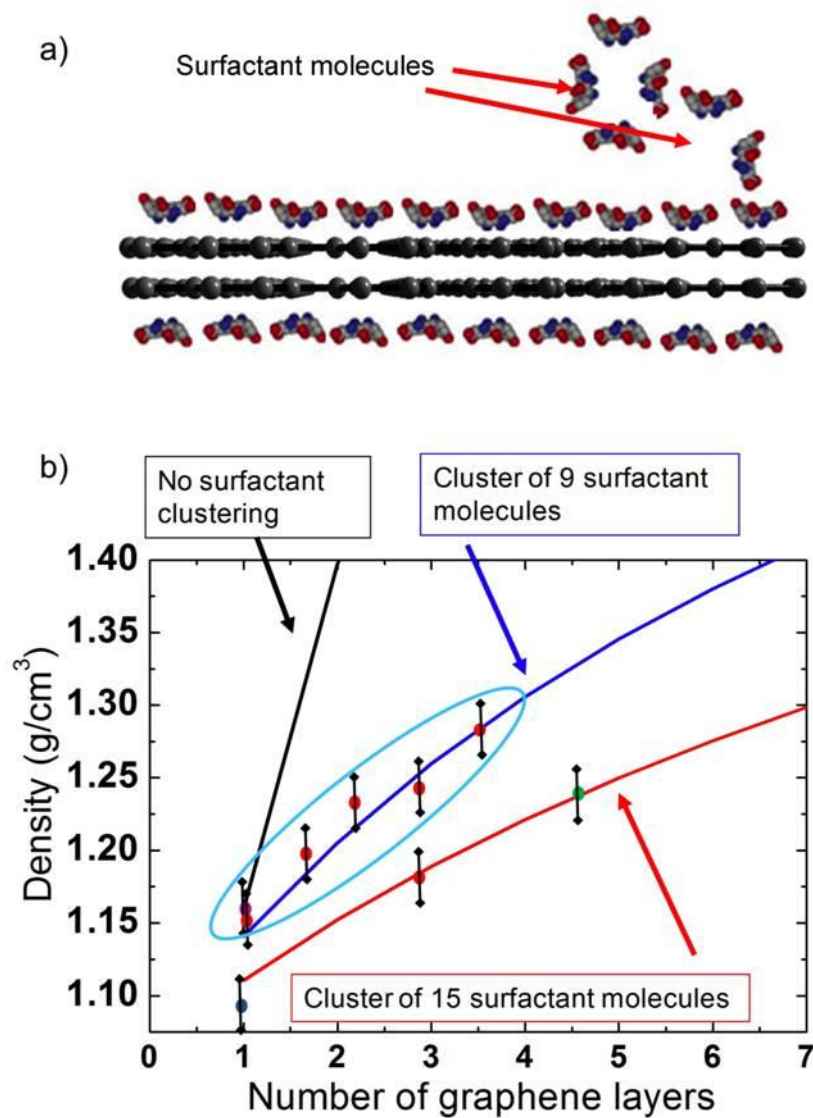 a)
Surfactant molecules
b)
No surfactant
clustering
Cluster of 9 surfactant
molecules
1.40
1.35
1.30
1.25
1.20
1.15
1.10
Density (g/cm³)
Cluster of 15 surfactant molecules
0 1 2 3 4 5 6 7
Number of graphene layers